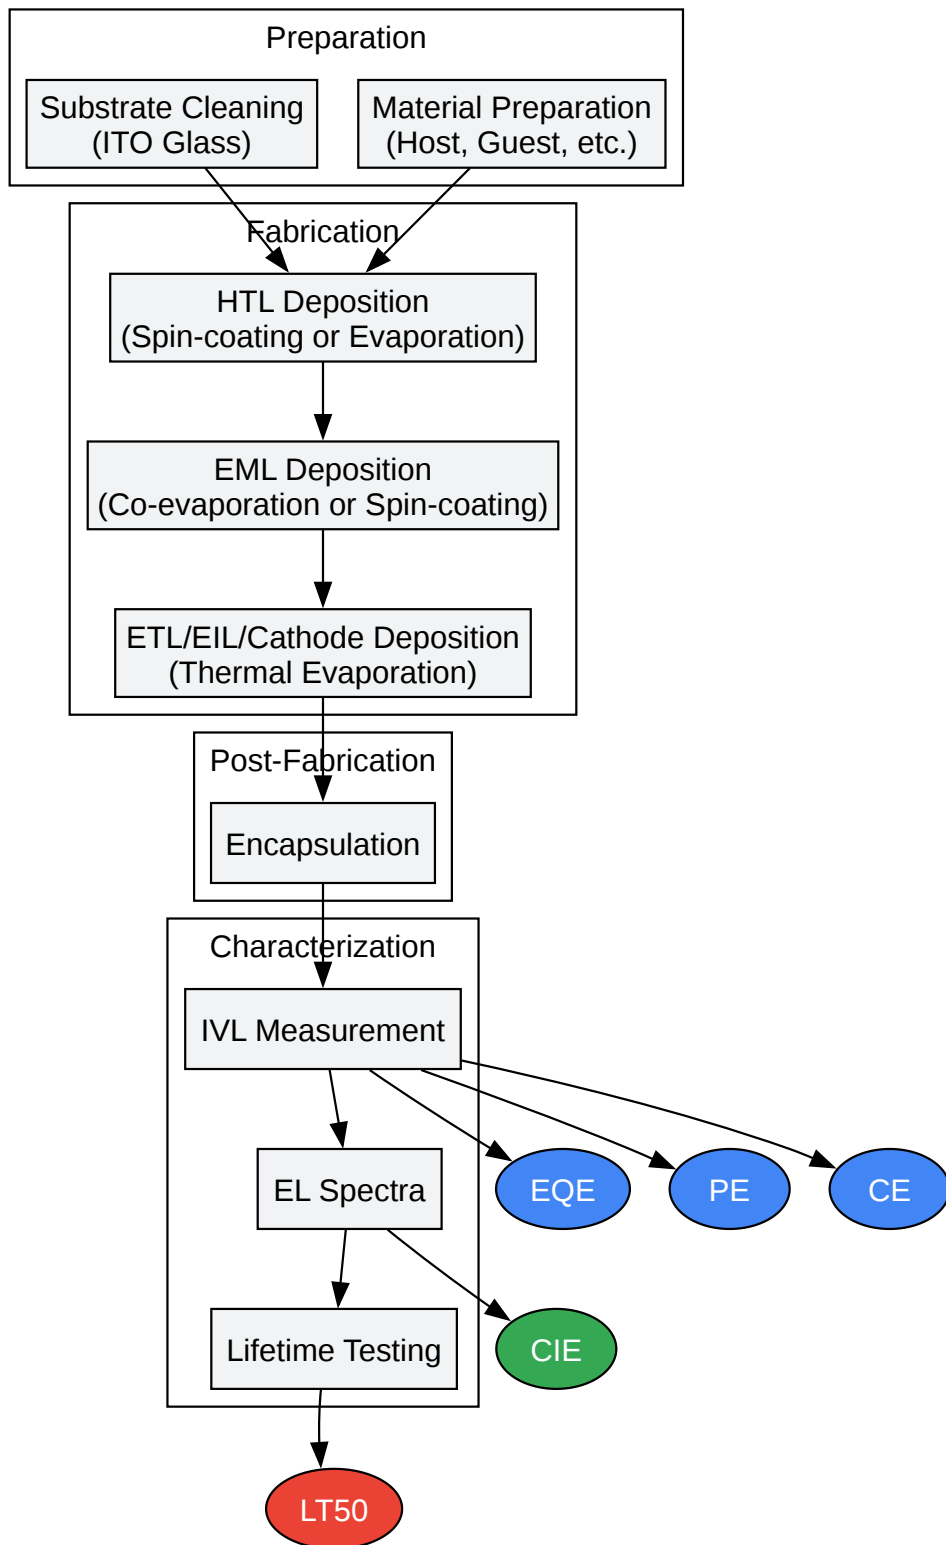 Preparation
Substrate Cleaning
(ITO Glass)
Material Preparation
(Host, Guest, etc.)
Fabrication
HTL Deposition
(Spin-coating or Evaporation)
EML Deposition
(Co-evaporation or Spin-coating)
ETL/EIL/Cathode Deposition
(Thermal Evaporation)
Post-Fabrication
Encapsulation
Characterization
IVL Measurement
EL Spectra
EQE
PE
CE
Lifetime Testing
CIE
LT50